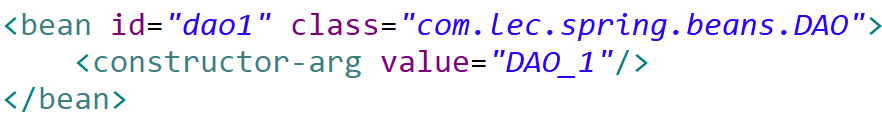 <bean id="dao1" class="com.lec.spring.beans.DAO">
<constructor-arg value="DAO_1"/>
</bean>